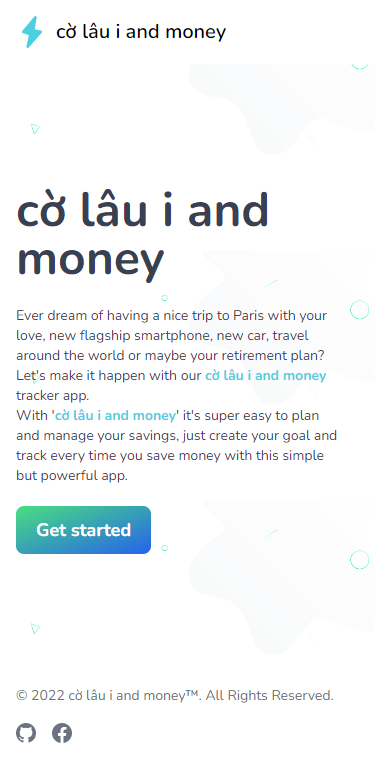 cờ lâu i and money
cờ lâu i and
money
Ever dream of having a nice trip to Paris with your
love, new flagship smartphone, new car, travel
around the world or maybe your retirement plan?
Let's make it happen with our cờ lâu i and money
tracker app.
With 'cờ lâu i and money' it's super easy to plan
and manage your savings, just create your goal and
track every time you save money with this simple
but powerful app.
Get started
© 2022 cờ lâu i and money™. All Rights Reserved.